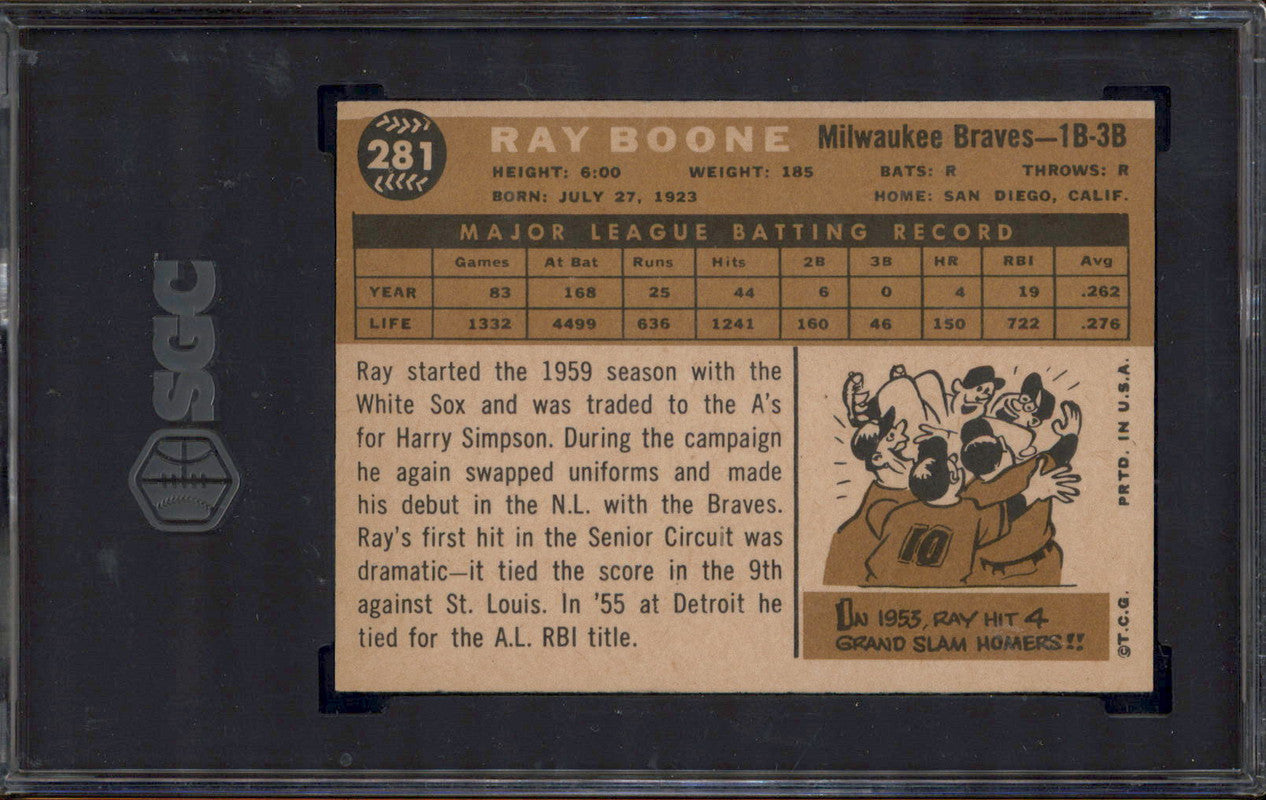 SGC
281
RAY BOONE Milwaukee Braves—1B-3B
HEIGHT: 6:00 WEIGHT: 185 BATS: R THROWS: R
BORN: JULY 27, 1923 HOME: SAN DIEGO, CALIF.
MAJOR LEAGUE BATTING RECORD
Games At Bat Runs Hits 2B 3B HR RBI Avg
YEAR 83 168 25 44 6 0 4 19 .262
LIFE 1332 4499 636 1241 160 46 150 722 .276
Ray started the 1959 season with the
White Sox and was traded to the A's
for Harry Simpson. During the campaign
he again swapped uniforms and made
his debut in the N.L. with the Braves.
Ray's first hit in the Senior Circuit was
dramatic—it tied the score in the 9th
against St. Louis. In '55 at Detroit he
tied for the A.L. RBI title.
10
IN 1953, RAY HIT 4
GRAND SLAM HOMERS!!
©T.C.G. PRTD. IN U.S.A.